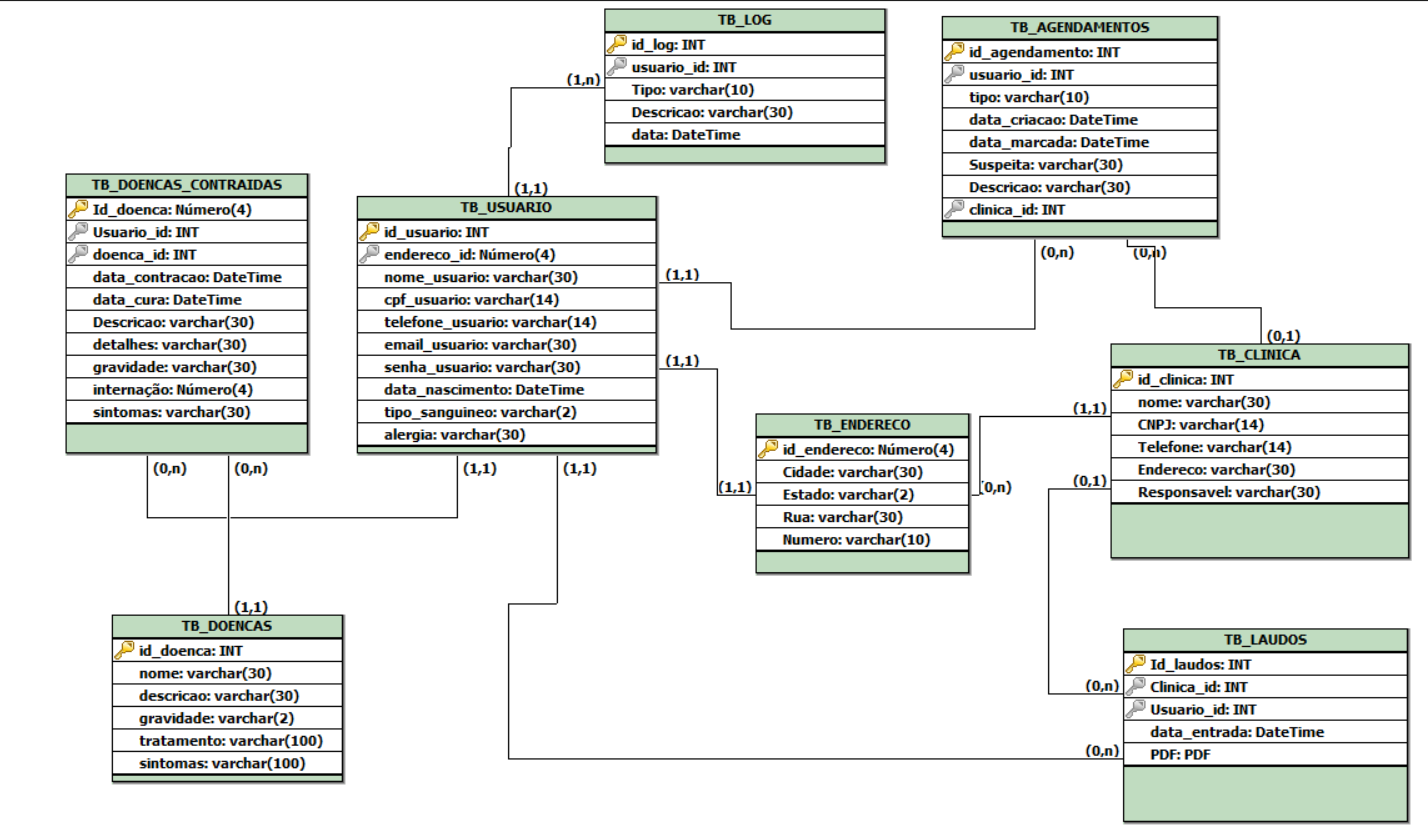 TB_LOG
id_log: INT
usuario_id: INT
Tipo: varchar(10)
Descricao: varchar(30)
data: DateTime
(1,n)
(1,1)
TB_AGENDAMENTOS
id_agendamento: INT
usuario_id: INT
tipo: varchar(10)
data_criacao: DateTime
data_marcada: DateTime
Suspeita: varchar(30)
Descricao: varchar(30)
clinica_id: INT
(0,n)
(0,n)
TB_DOENCAS_CONTRAIDAS
Id_doenca: Número(4)
Usuario_id: INT
doenca_id: INT
data_contracao: DateTime
data_cura: DateTime
Descricao: varchar(30)
detalhes: varchar(30)
gravidade: varchar(30)
internação: Número(4)
sintomas: varchar(30)
(0,n)
(0,n)
TB_USUARIO
id_usuario: INT
endereco_id: Número(4)
nome_usuario: varchar(30)
cpf_usuario: varchar(14)
telefone_usuario: varchar(14)
email_usuario: varchar(30)
senha_usuario: varchar(30)
data_nascimento: DateTime
tipo_sanguineo: varchar(2)
alergia: varchar(30)
(1,1)
(1,1)
(1,1)
(1,1)
(0,1)
TB_CLINICA
id_clinica: INT
nome: varchar(30)
CNPJ: varchar(14)
Telefone: varchar(14)
Endereco: varchar(30)
Responsavel: varchar(30)
(1,1)
(0,1)
TB_ENDERECO
id_endereco: Número(4)
Cidade: varchar(30)
Estado: varchar(2)
Rua: varchar(30)
Numero: varchar(10)
(1,1)
(0,n)
(1,1)
TB_DOENCAS
id_doenca: INT
nome: varchar(30)
descricao: varchar(30)
gravidade: varchar(2)
tratamento: varchar(100)
sintomas: varchar(100)
TB_LAUDOS
Id_laudos: INT
Clinica_id: INT
Usuario_id: INT
data_entrada: DateTime
PDF: PDF
(0,n)
(0,n)